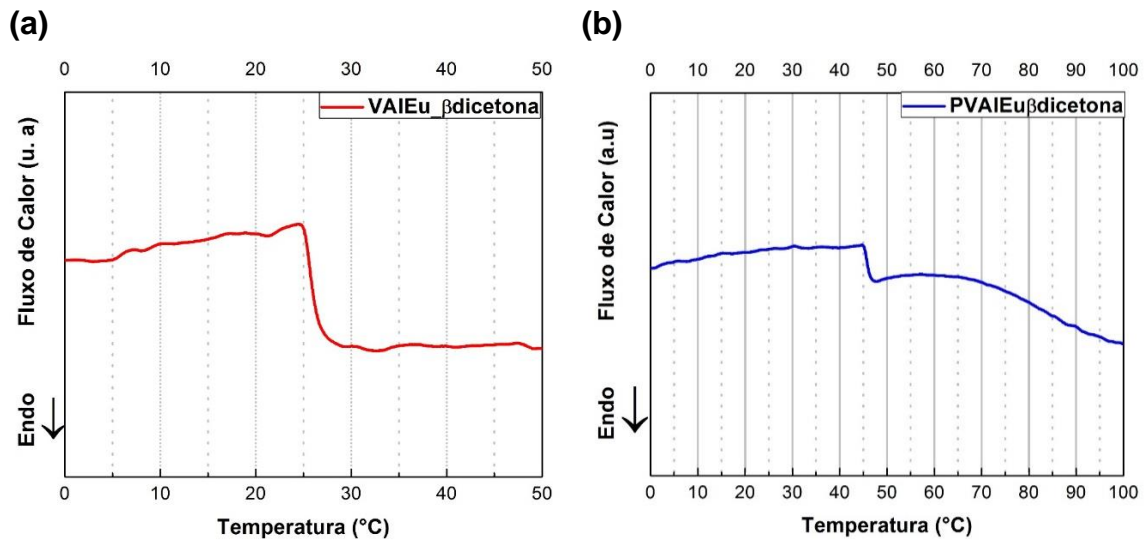 (a)
0 10 20 30 40 50
VAlEu_βdicetona
Fluxo de Calor (u. a)
Endo
0 10 20 30 40 50
Temperatura (°C)
(b)
0 10 20 30 40 50 60 70 80 90 100
PVAlEuβdicetona
Fluxo de Calor (a.u)
Endo
0 10 20 30 40 50 60 70 80 90 100
Temperatura (°C)